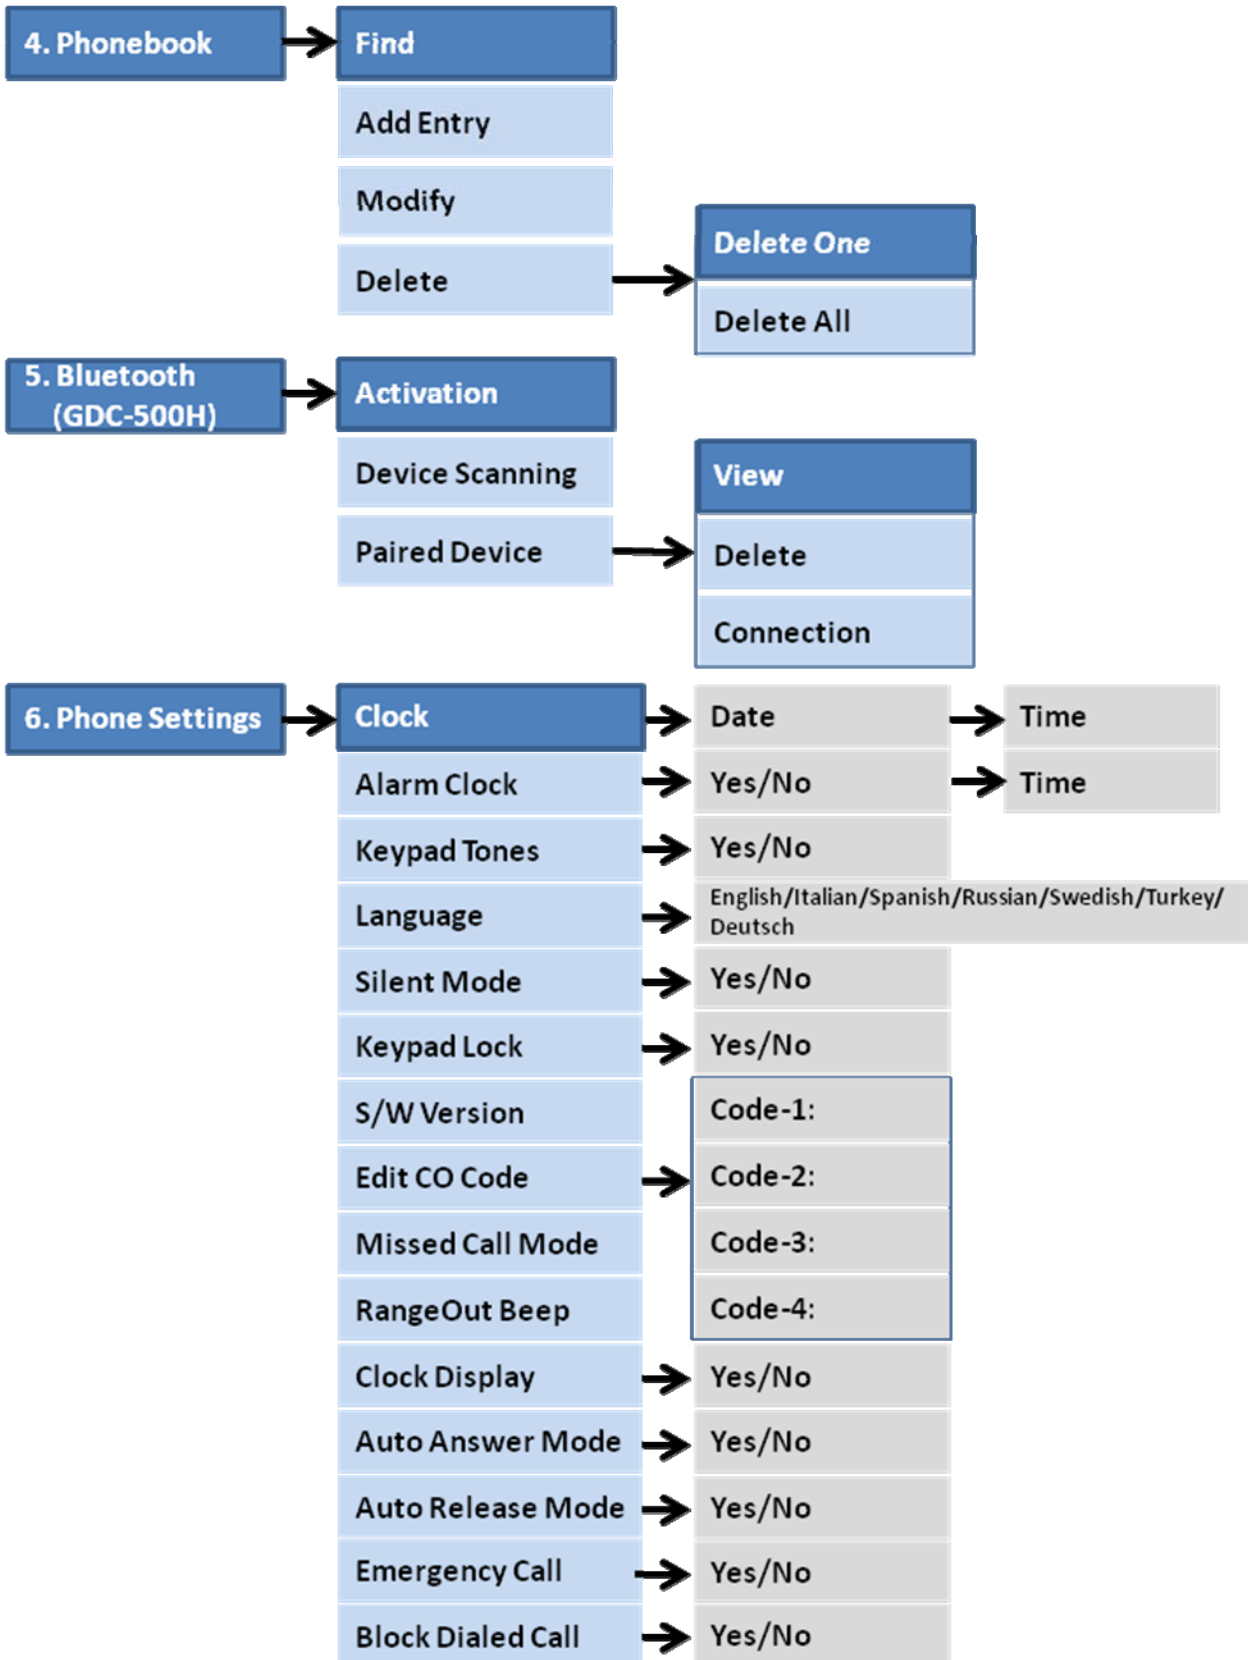 4. Phonebook
Find
Add Entry
Modify
Delete
Delete One
Delete All
5. Bluetooth
(GDC-500H)
Activation
Device Scanning
Paired Device
View
Delete
Connection
6. Phone Settings
Clock
Date
Time
Alarm Clock
Yes/No
Time
Keypad Tones
Yes/No
Language
English/Italian/Spanish/Russian/Swedish/Turkey/
Deutsch
Silent Mode
Yes/No
Keypad Lock
Yes/No
S/W Version
Edit CO Code
Code-1:
Code-2:
Code-3:
Code-4:
Missed Call Mode
RangeOut Beep
Clock Display
Yes/No
Auto Answer Mode
Yes/No
Auto Release Mode
Yes/No
Emergency Call
Yes/No
Block Dialed Call
Yes/No